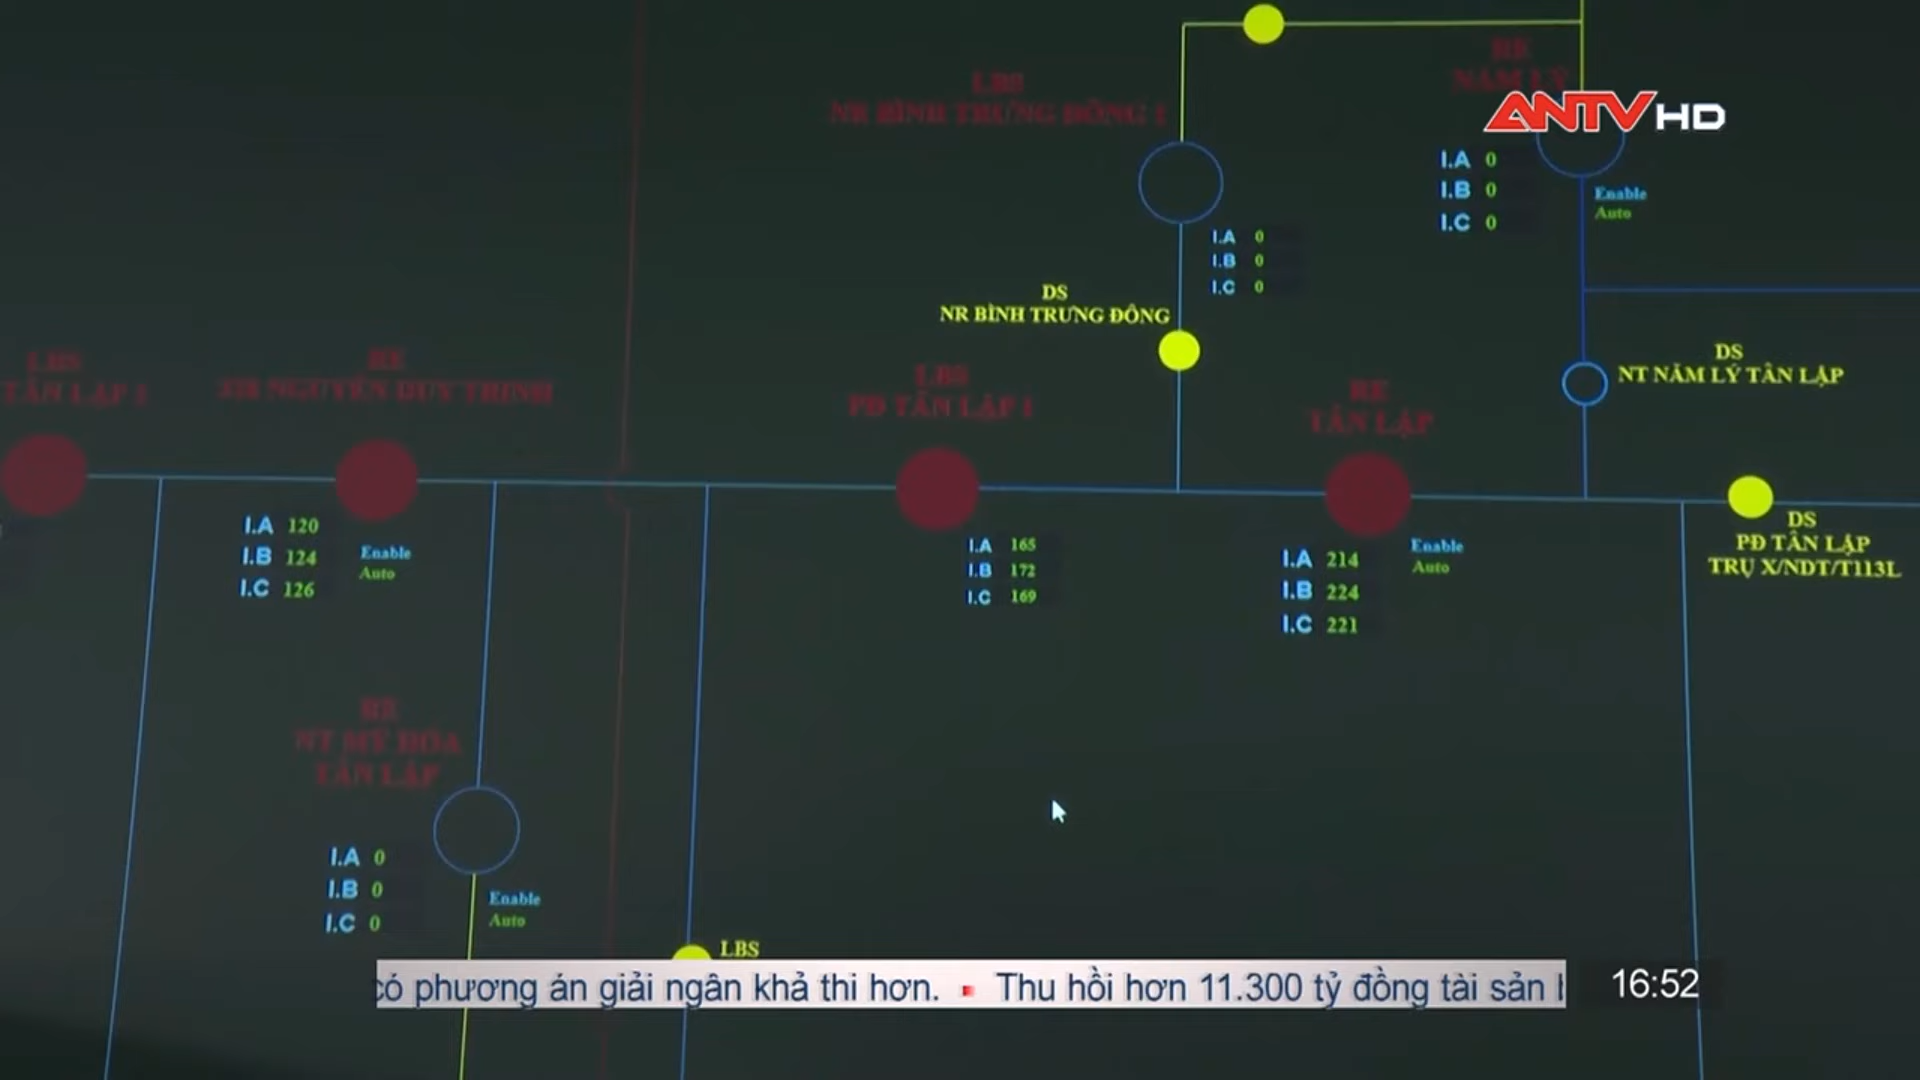 RE
NĂM LÝ
ANTV HD
LBS
NR BÌNH TRƯNG ĐÔNG 1
I.A 0
I.B 0
I.C 0
Enable
Auto
I.A 0
I.B 0
I.C 0
DS
NR BÌNH TRƯNG ĐÔNG
DS
NT NĂM LÝ TÂN LẬP
LBS
TÂN LẬP 2
RE
NGUYỄN DUY TRINH
LBS
PĐ TÂN LẬP 1
RE
TÂN LẬP
I.A 120
I.B 124
I.C 126
Enable
Auto
I.A 165
I.B 172
I.C 169
I.A 214
I.B 224
I.C 221
Enable
Auto
DS
PĐ TÂN LẬP
TRỤ X/NDT/T113L
RE
NT MỸ HÒA
TÂN LẬP
I.A 0
I.B 0
I.C 0
Enable
Auto
LBS
có phương án giải ngân khả thi hơn. ▪ Thu hồi hơn 11.300 tỷ đồng tài sản
16:52